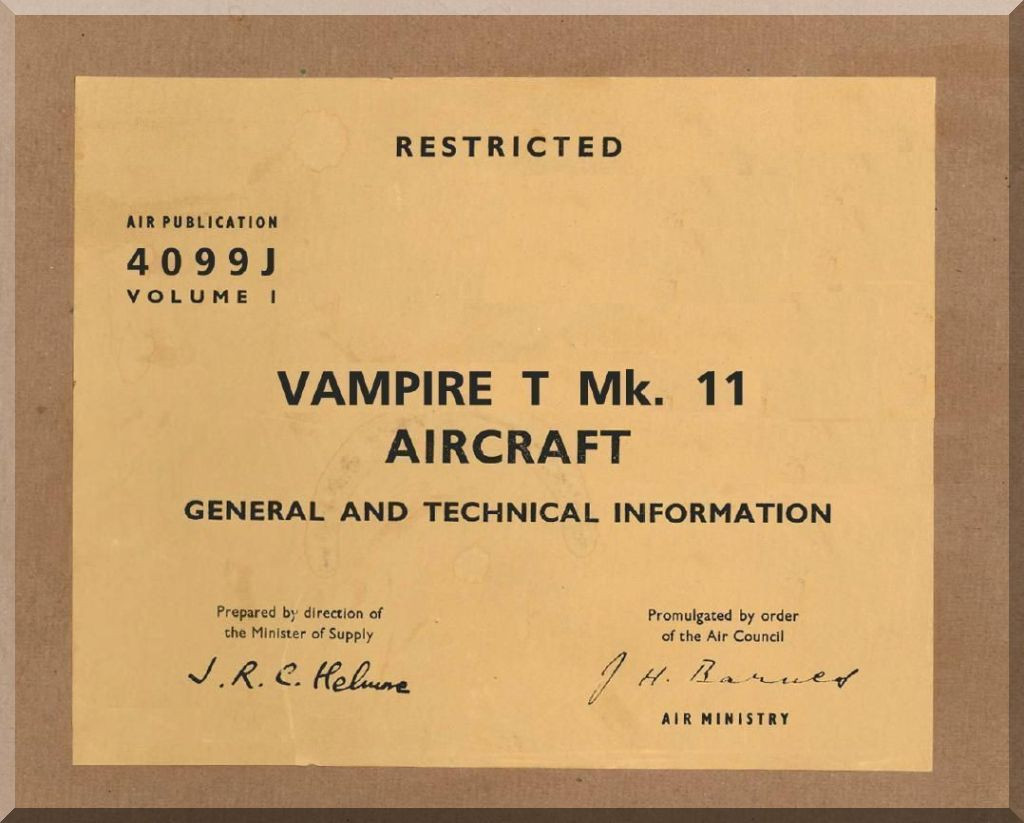 RESTRICTED
AIR PUBLICATION
4099J
VOLUME I
VAMPIRE T Mk. 11
AIRCRAFT
GENERAL AND TECHNICAL INFORMATION
Prepared by direction of
the Minister of Supply
J.R.C. Helmore
Promulgated by order
of the Air Council
J H. Barnes
AIR MINISTRY